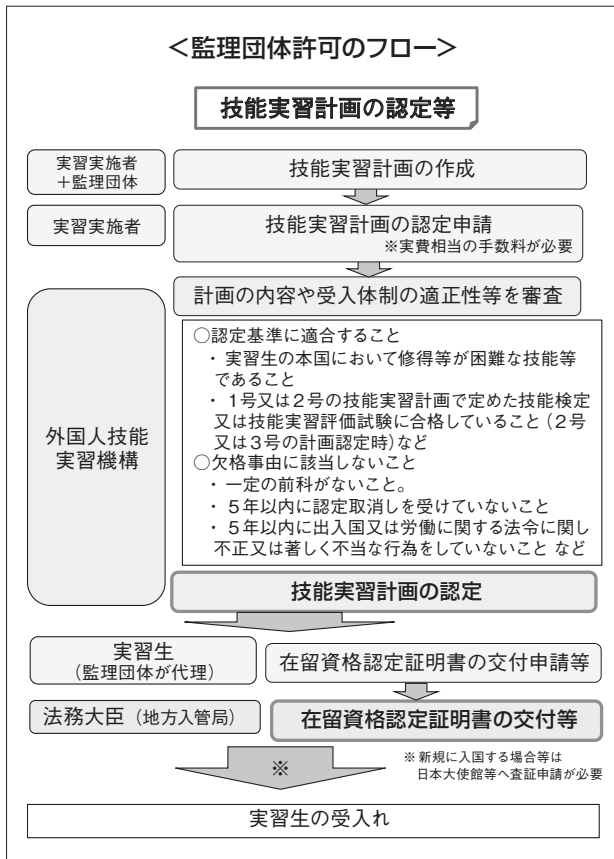 ＜監理団体許可のフロー＞
技能実習計画の認定等
実習実施者
＋監理団体
技能実習計画の作成
実習実施者
技能実習計画の認定申請
※実費相当の手数料が必要
計画の内容や受入体制の適正性等を審査
外国人技能
実習機構
○認定基準に適合すること
・ 実習生の本国において修得等が困難な技能等
であること
・ 1号又は2号の技能実習計画で定めた技能検定
又は技能実習評価試験に合格していること（2号
又は3号の計画認定時）など
○欠格事由に該当しないこと
・ 一定の前科がないこと。
・ 5年以内に認定取消しを受けていないこと
・ 5年以内に出入国又は労働に関する法令に関し
不正又は著しく不当な行為をしていないこと など
技能実習計画の認定
実習生
（監理団体が代理）
在留資格認定証明書の交付申請等
法務大臣（地方入管局）
在留資格認定証明書の交付等
※
※ 新規に入国する場合等は
日本大使館等へ査証申請が必要
実習生の受入れ